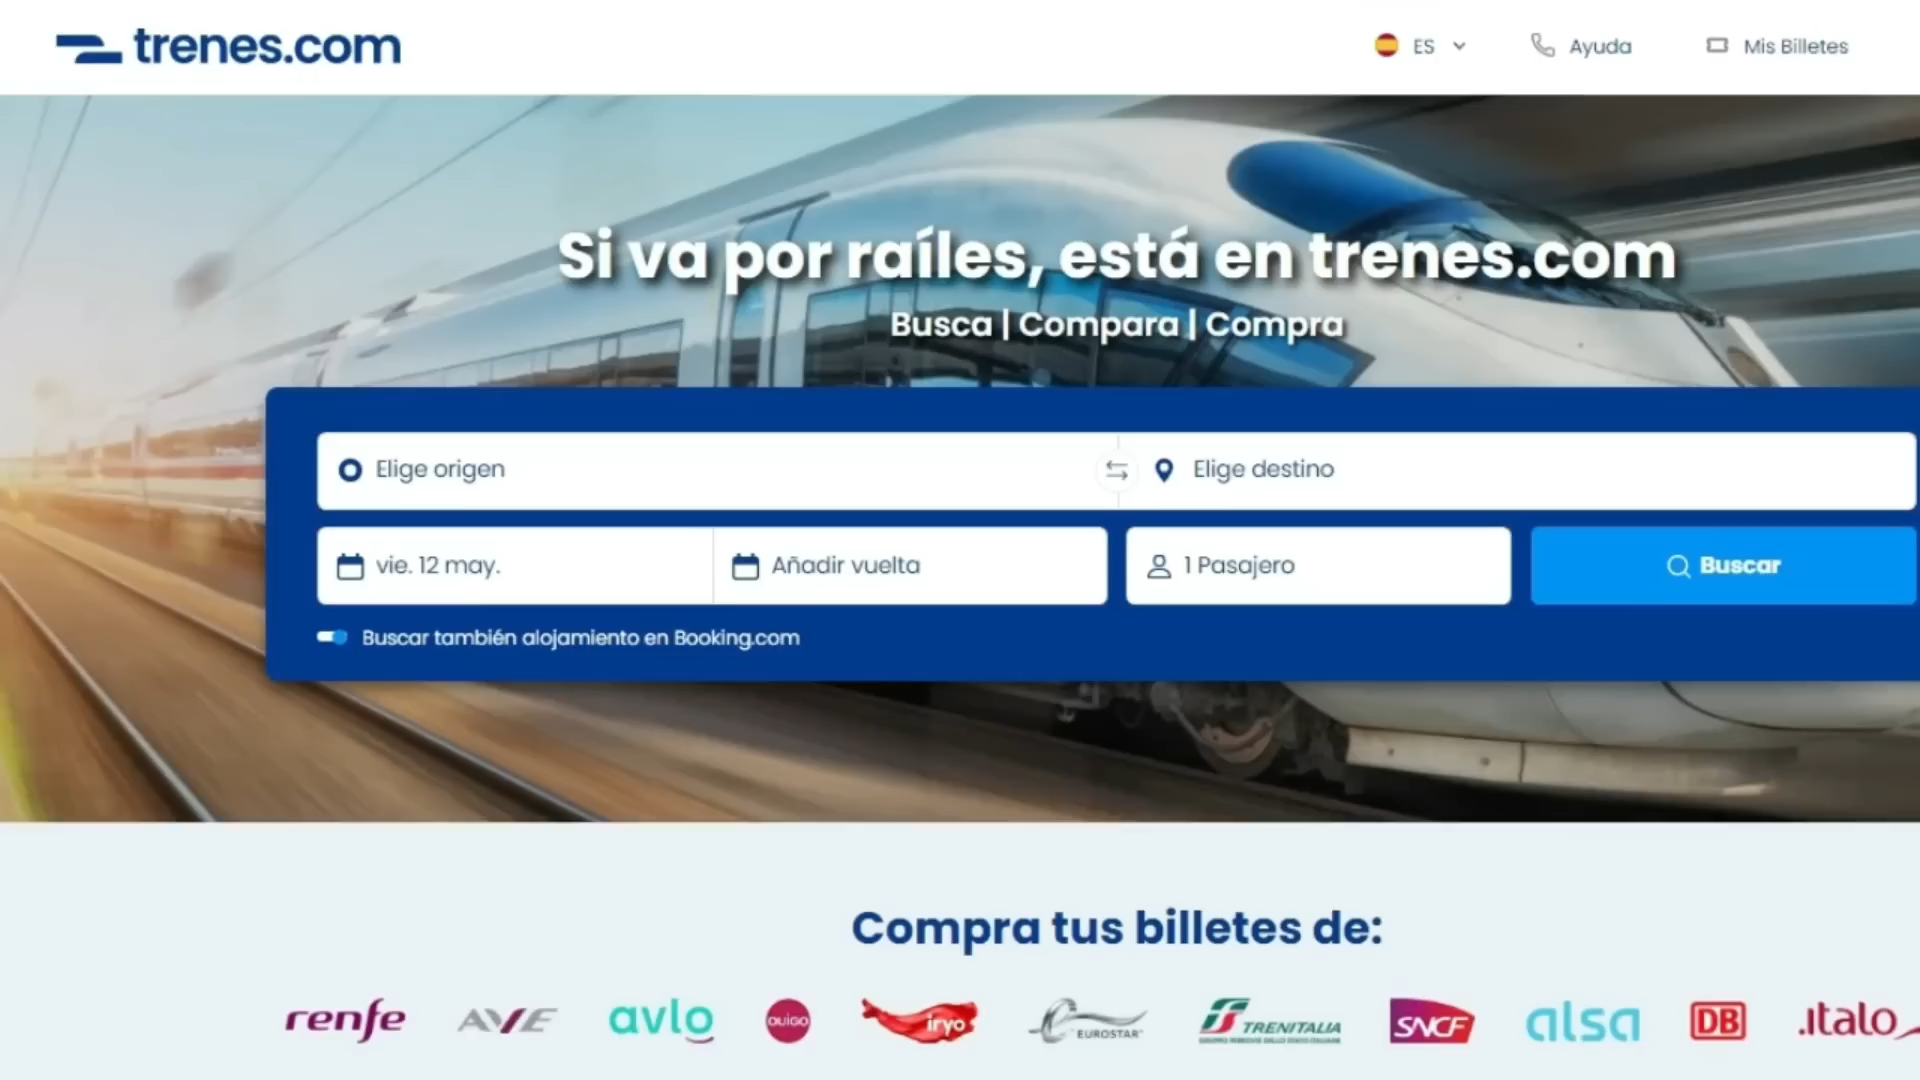 trenes.com
ES
Ayuda
Mis Billetes
Si va por raíles, está en trenes.com
Busca | Compara | Compra
Elige origen
Elige destino
vie. 12 may.
Añadir vuelta
1 Pasajero
Buscar
Buscar también alojamiento en Booking.com
Compra tus billetes de:
renfe
AVE
avlo
OUIGO
iryo
EUROSTAR
TRENITALIA
SNCF
alsa
DB
.italo